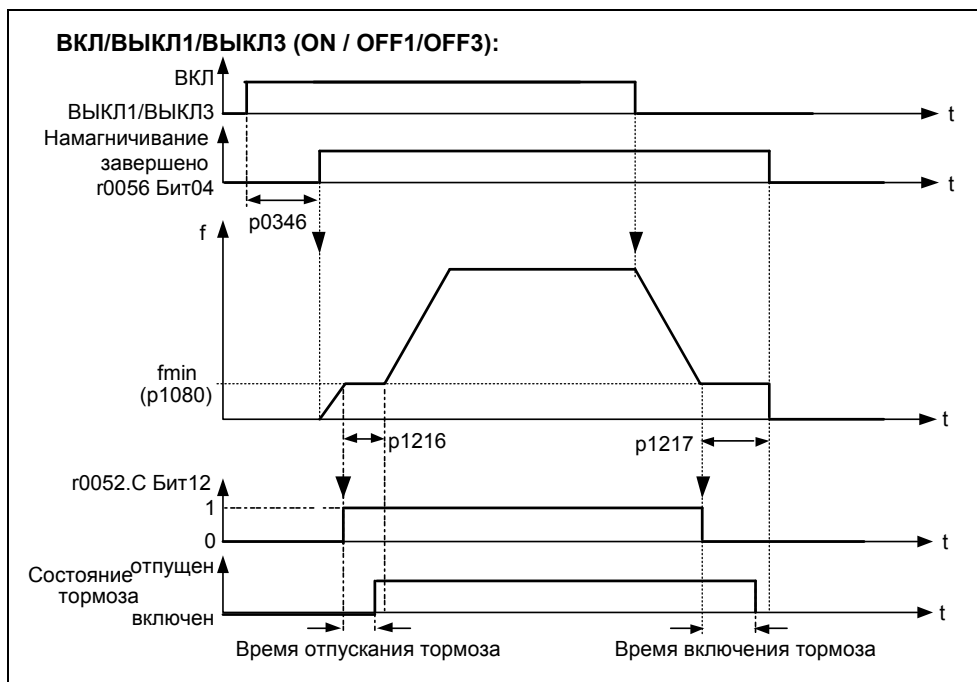 ВКЛ/ВЫКЛ1/ВЫКЛ3 (ON / OFF1/OFF3):
ВКЛ
ВЫКЛ1/ВЫКЛ3
t
Намагничивание
завершено
r0056 Бит04
t
p0346
f
fmin
(p1080)
t
p1216
p1217
r0052.C Бит12
1
0
t
Состояние
тормоза
отпущен
включен
t
Время отпускания тормоза
Время включения тормоза